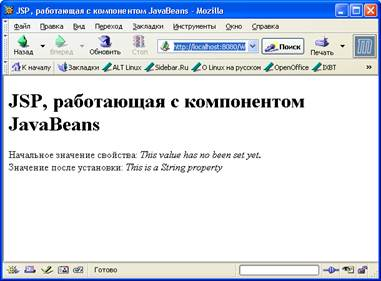 JSP, работающая с компонентом JavaBeans - Mozilla
Файл Правка Вид Переход Закладки Инструменты Окно Справка
Назад Вперед Обновить Стоп http://localhost:8080/W Поиск Печать
К началу Закладки ALT Linux Sidebar.Ru О Linux на русском OpenOffice IXBT
JSP, работающая с компонентом
JavaBeans
Начальное значение свойства: This value has no been set yet.
Значение после установки: This is a String property
Готово